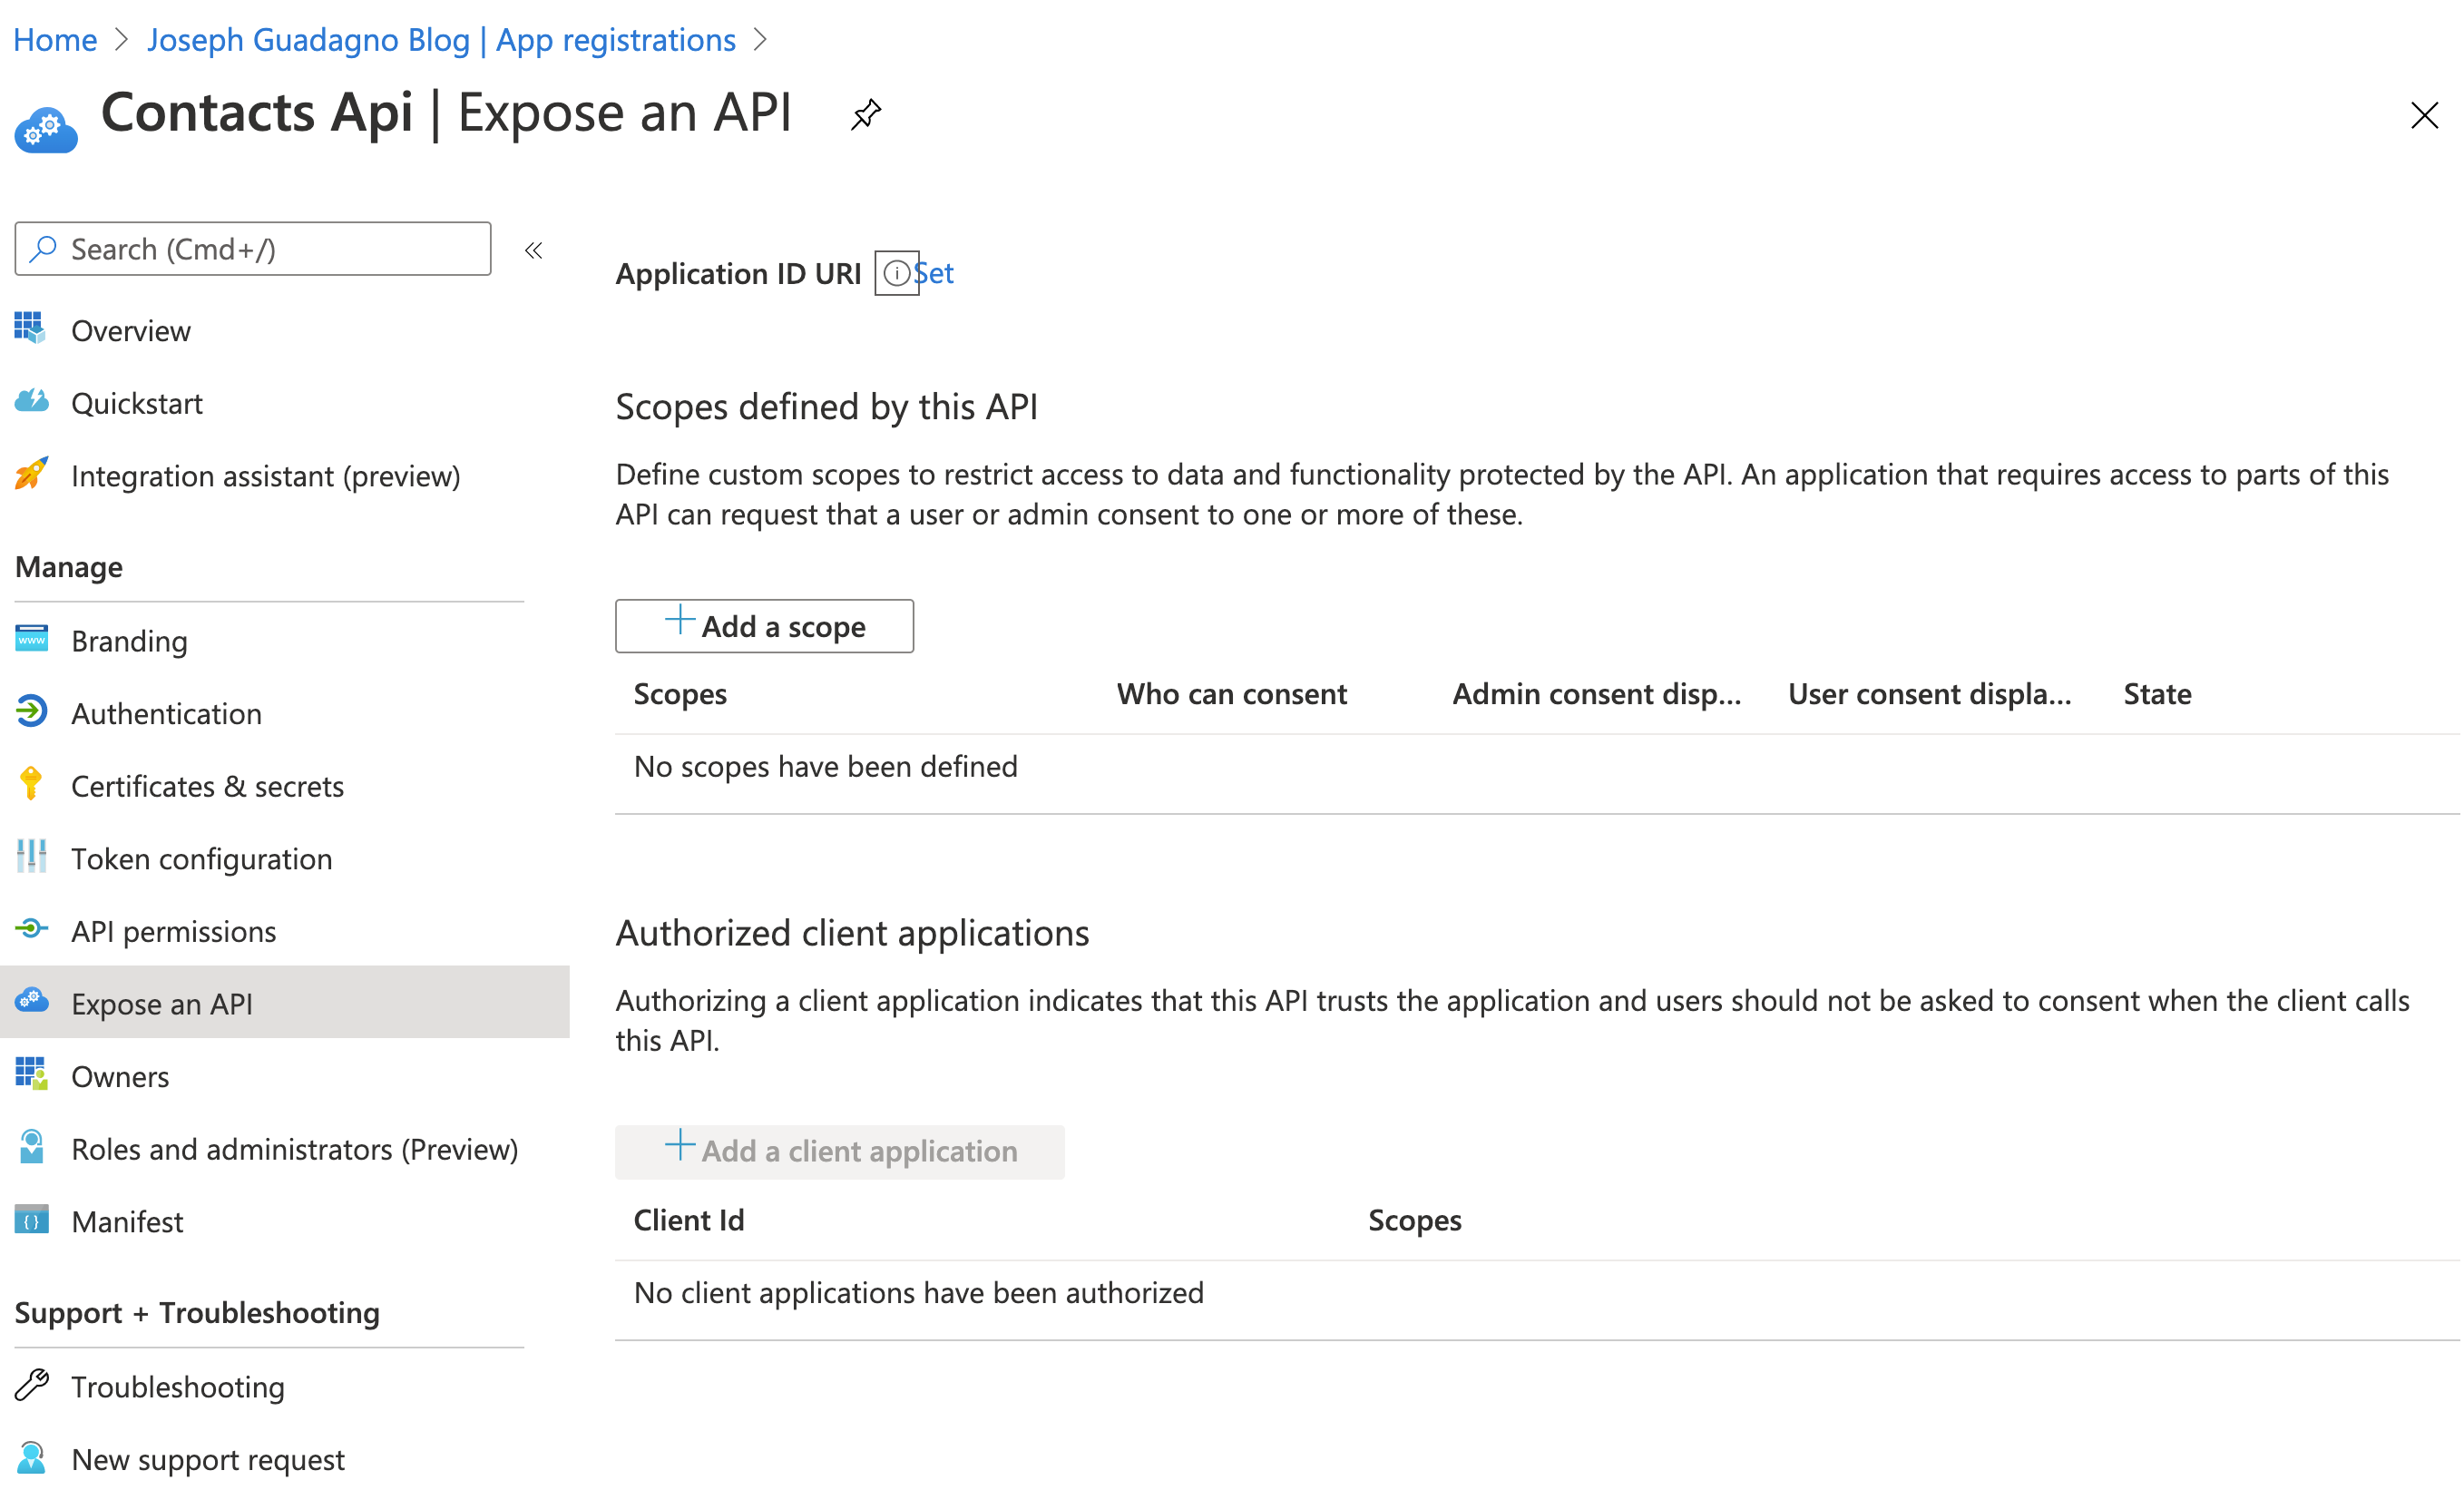 Home > Joseph Guadagno Blog | App registrations >
Contacts Api | Expose an API
Search (Cmd+/)
«
Overview
Quickstart
Integration assistant (preview)
Manage
Branding
Authentication
Certificates & secrets
Token configuration
API permissions
Expose an API
Owners
Roles and administrators (Preview)
Manifest
Support + Troubleshooting
Troubleshooting
New support request
Application ID URI Set
Scopes defined by this API
Define custom scopes to restrict access to data and functionality protected by the API. An application that requires access to parts of this
API can request that a user or admin consent to one or more of these.
Add a scope
Scopes Who can consent Admin consent disp... User consent displa... State
No scopes have been defined
Authorized client applications
Authorizing a client application indicates that this API trusts the application and users should not be asked to consent when the client calls
this API.
Add a client application
Client Id Scopes
No client applications have been authorized